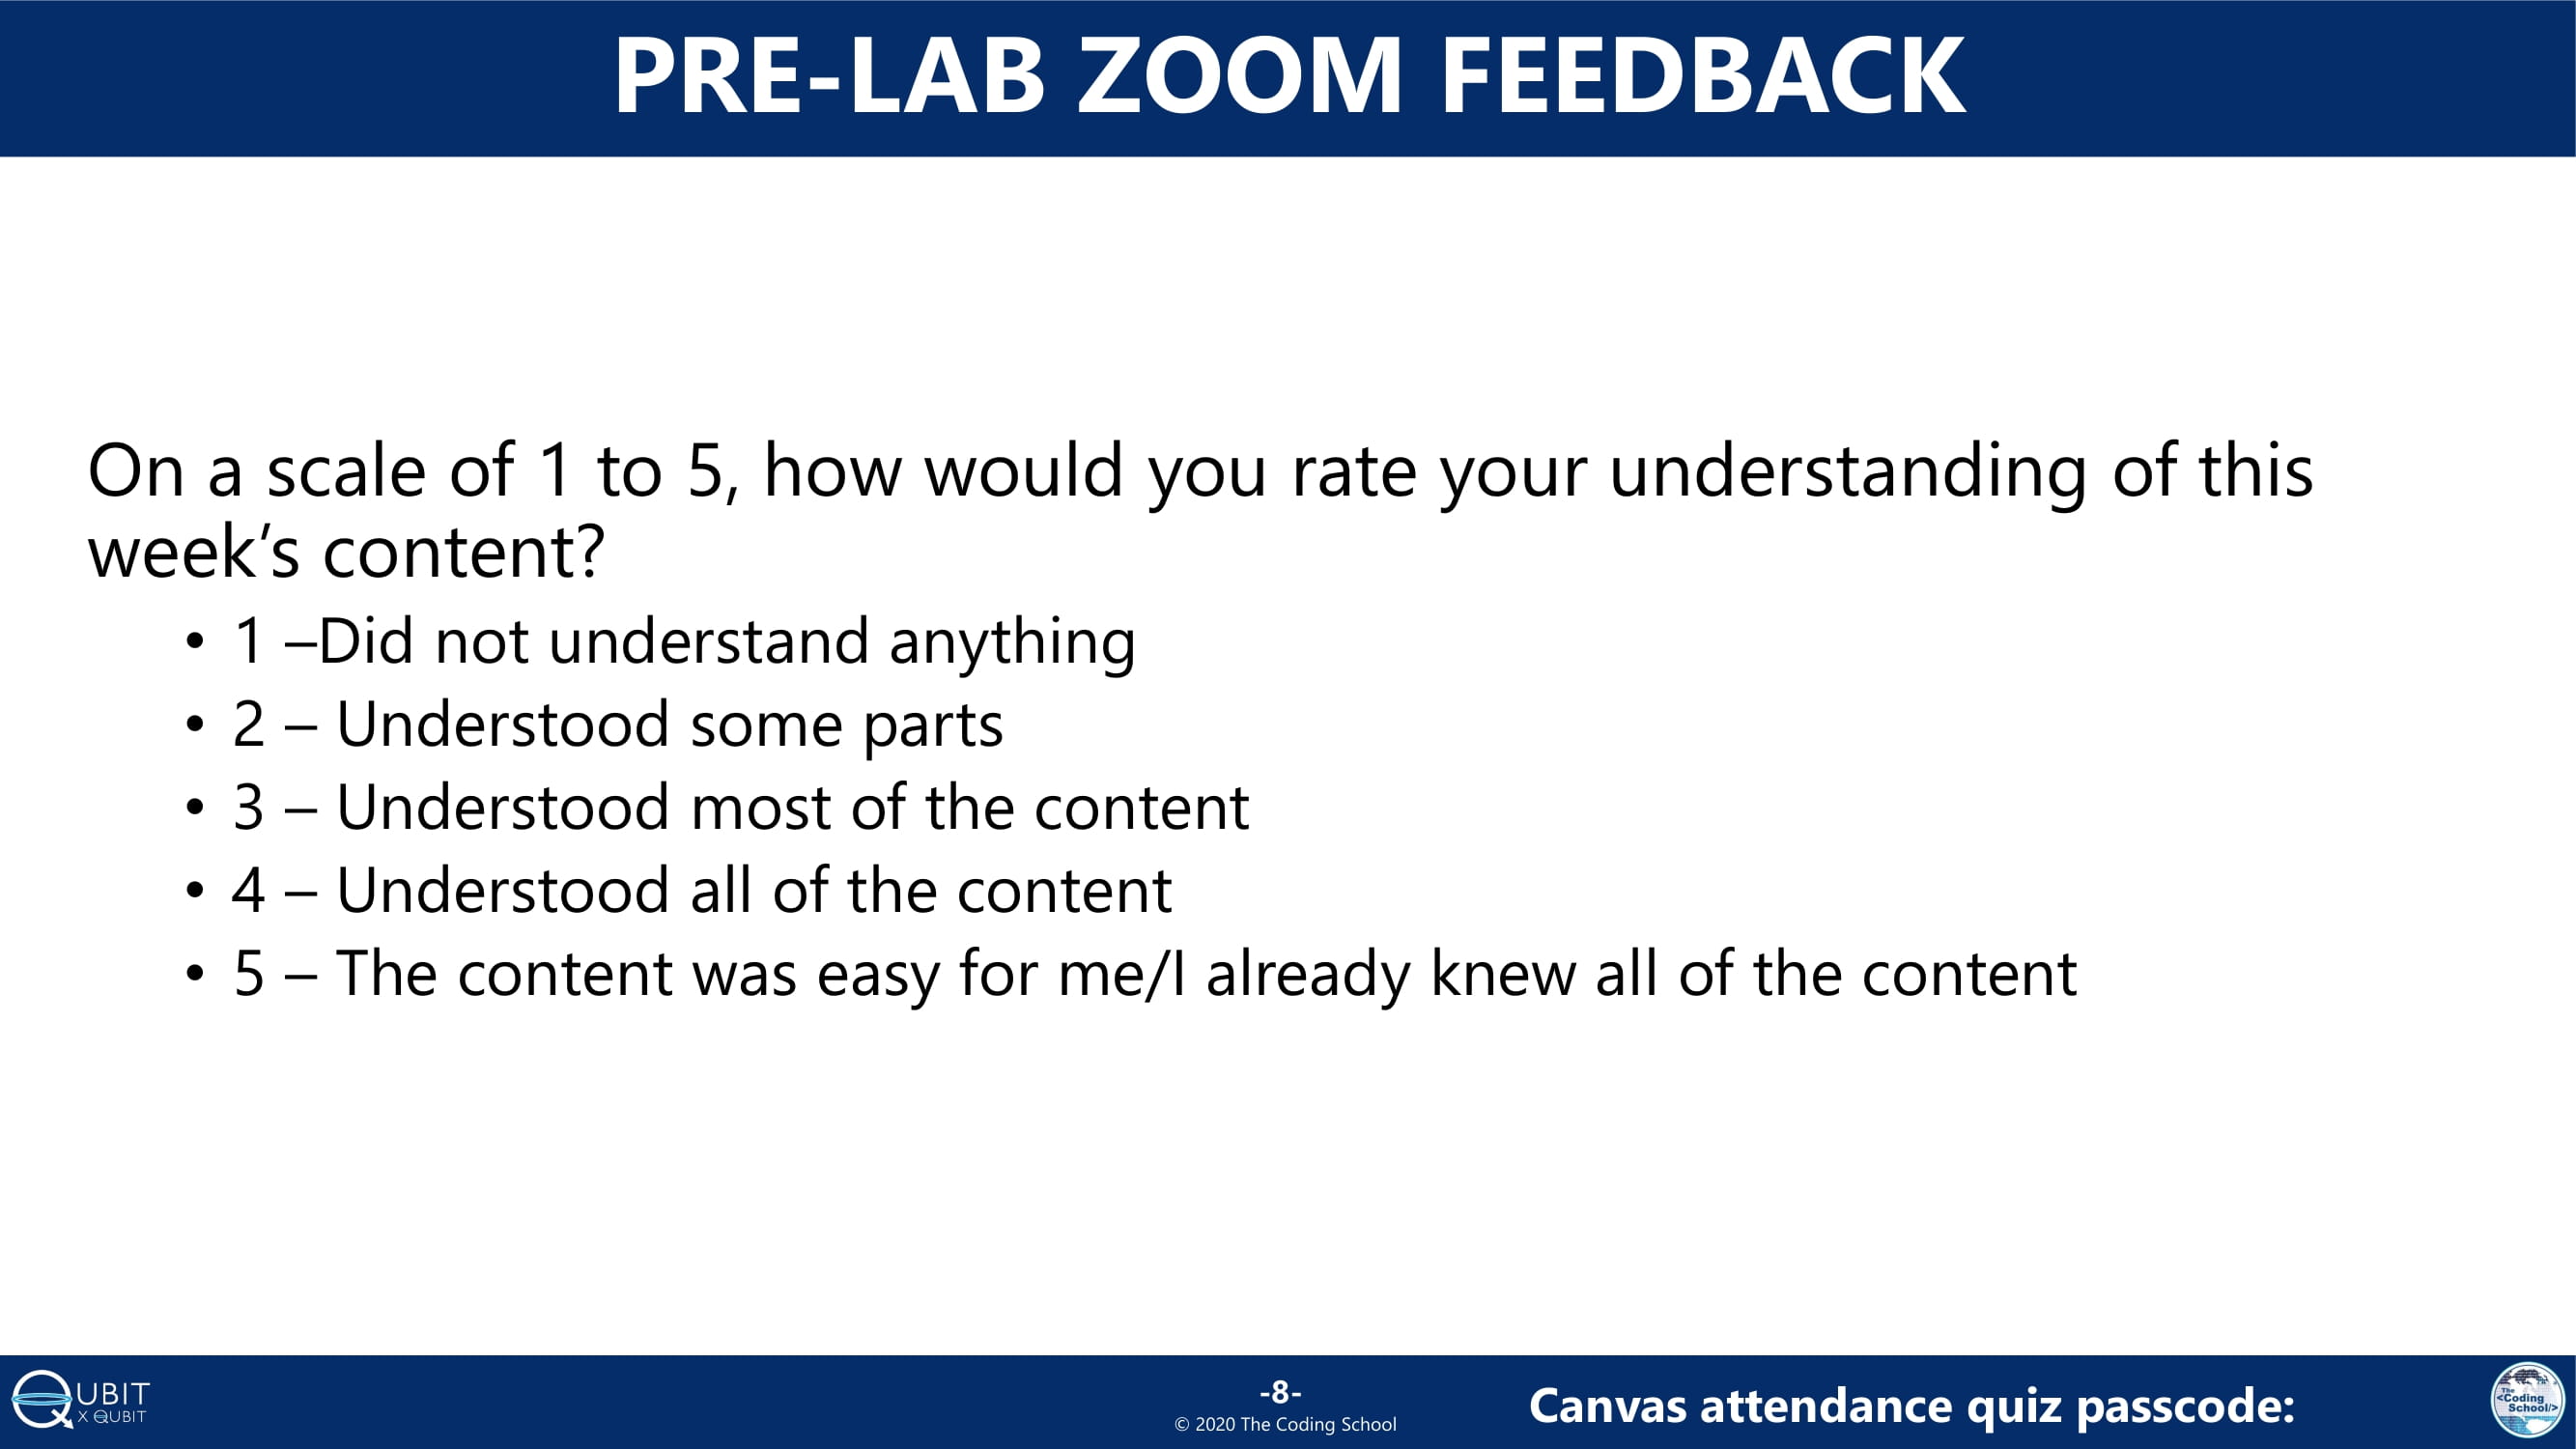 PRE-LAB ZOOM FEEDBACK
On a scale of 1 to 5, how would you rate your understanding of this
week’s content?
• 1 –Did not understand anything
• 2 – Understood some parts
• 3 – Understood most of the content
• 4 – Understood all of the content
• 5 – The content was easy for me/I already knew all of the content
QUBIT
X QUBIT
-8-
© 2020 The Coding School
Canvas attendance quiz passcode:
The
<Coding
School/>